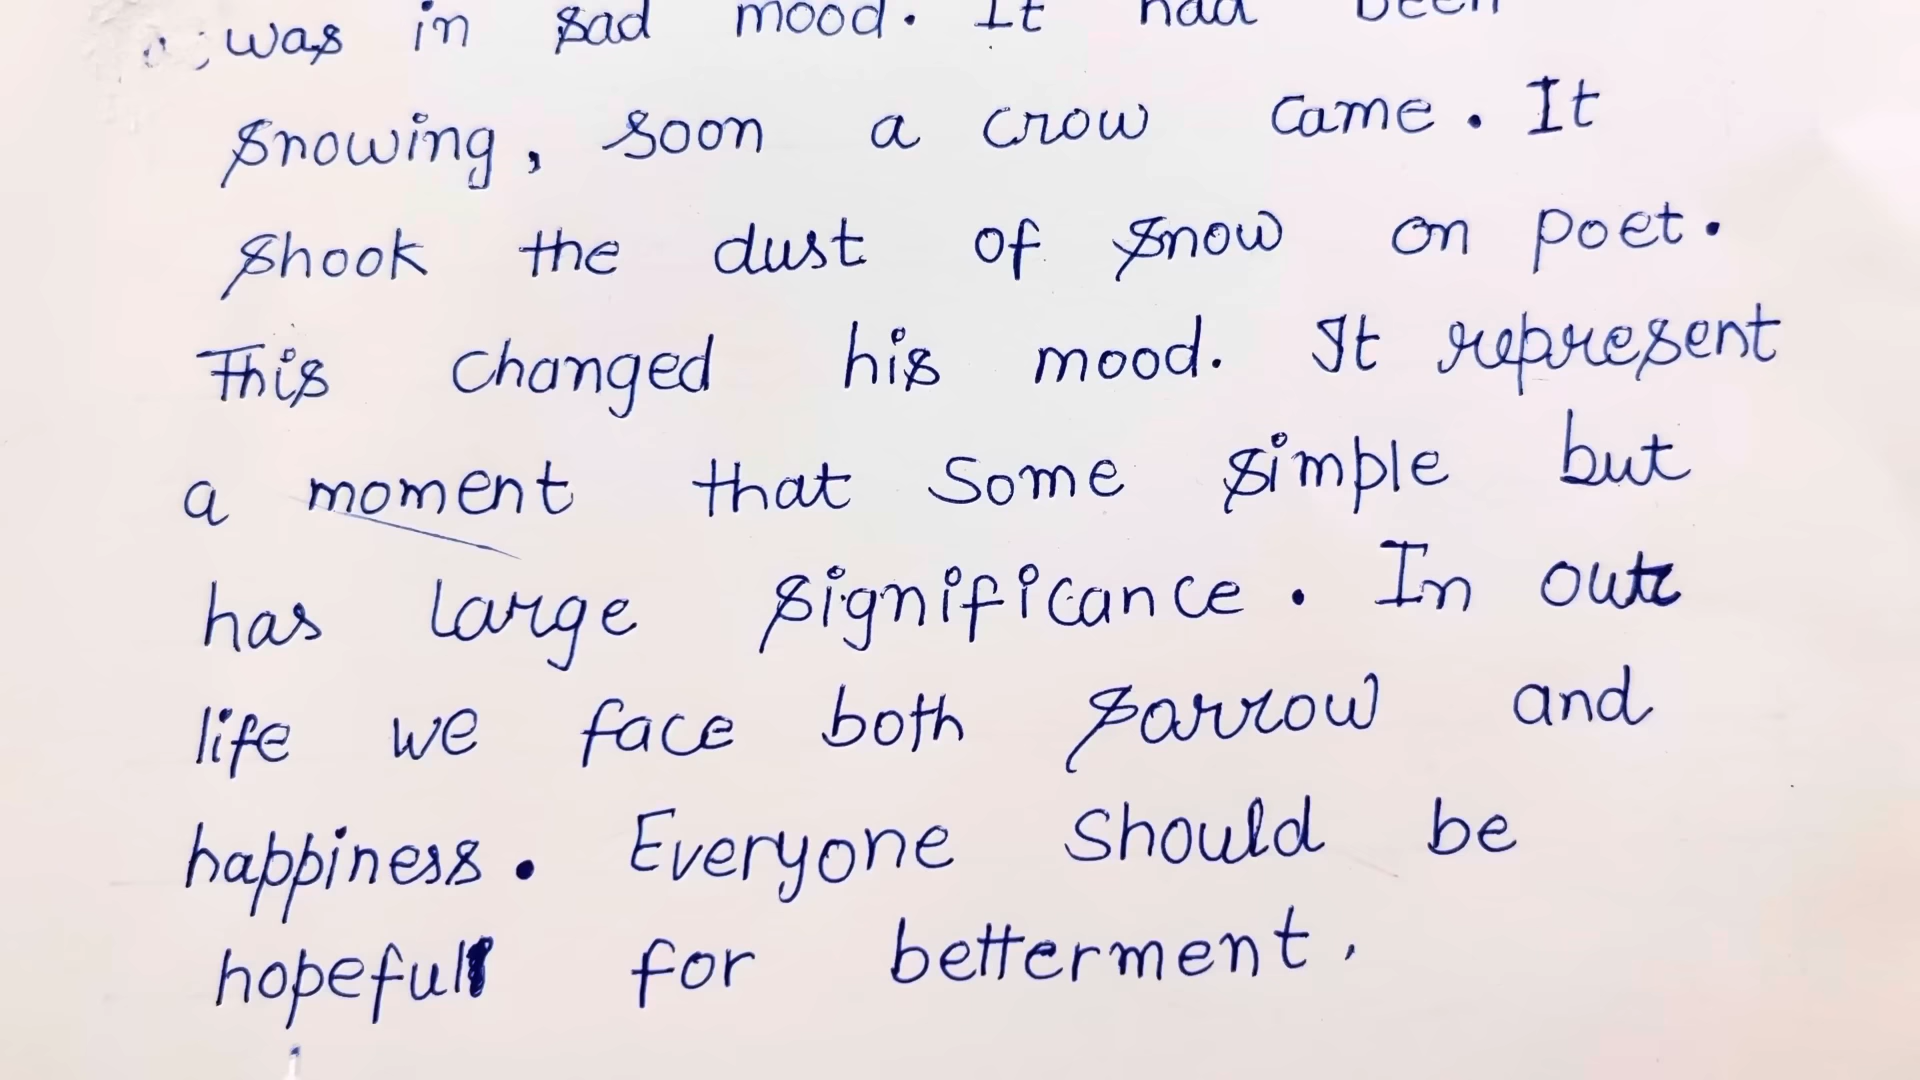 was in sad mood. It had been
snowing, soon a crow came. It
shook the dust of snow on poet.
This changed his mood. It represent
a moment that some simple but
has large significance. In our
life we face both sarrow and
happiness. Everyone should be
hopeful for betterment.